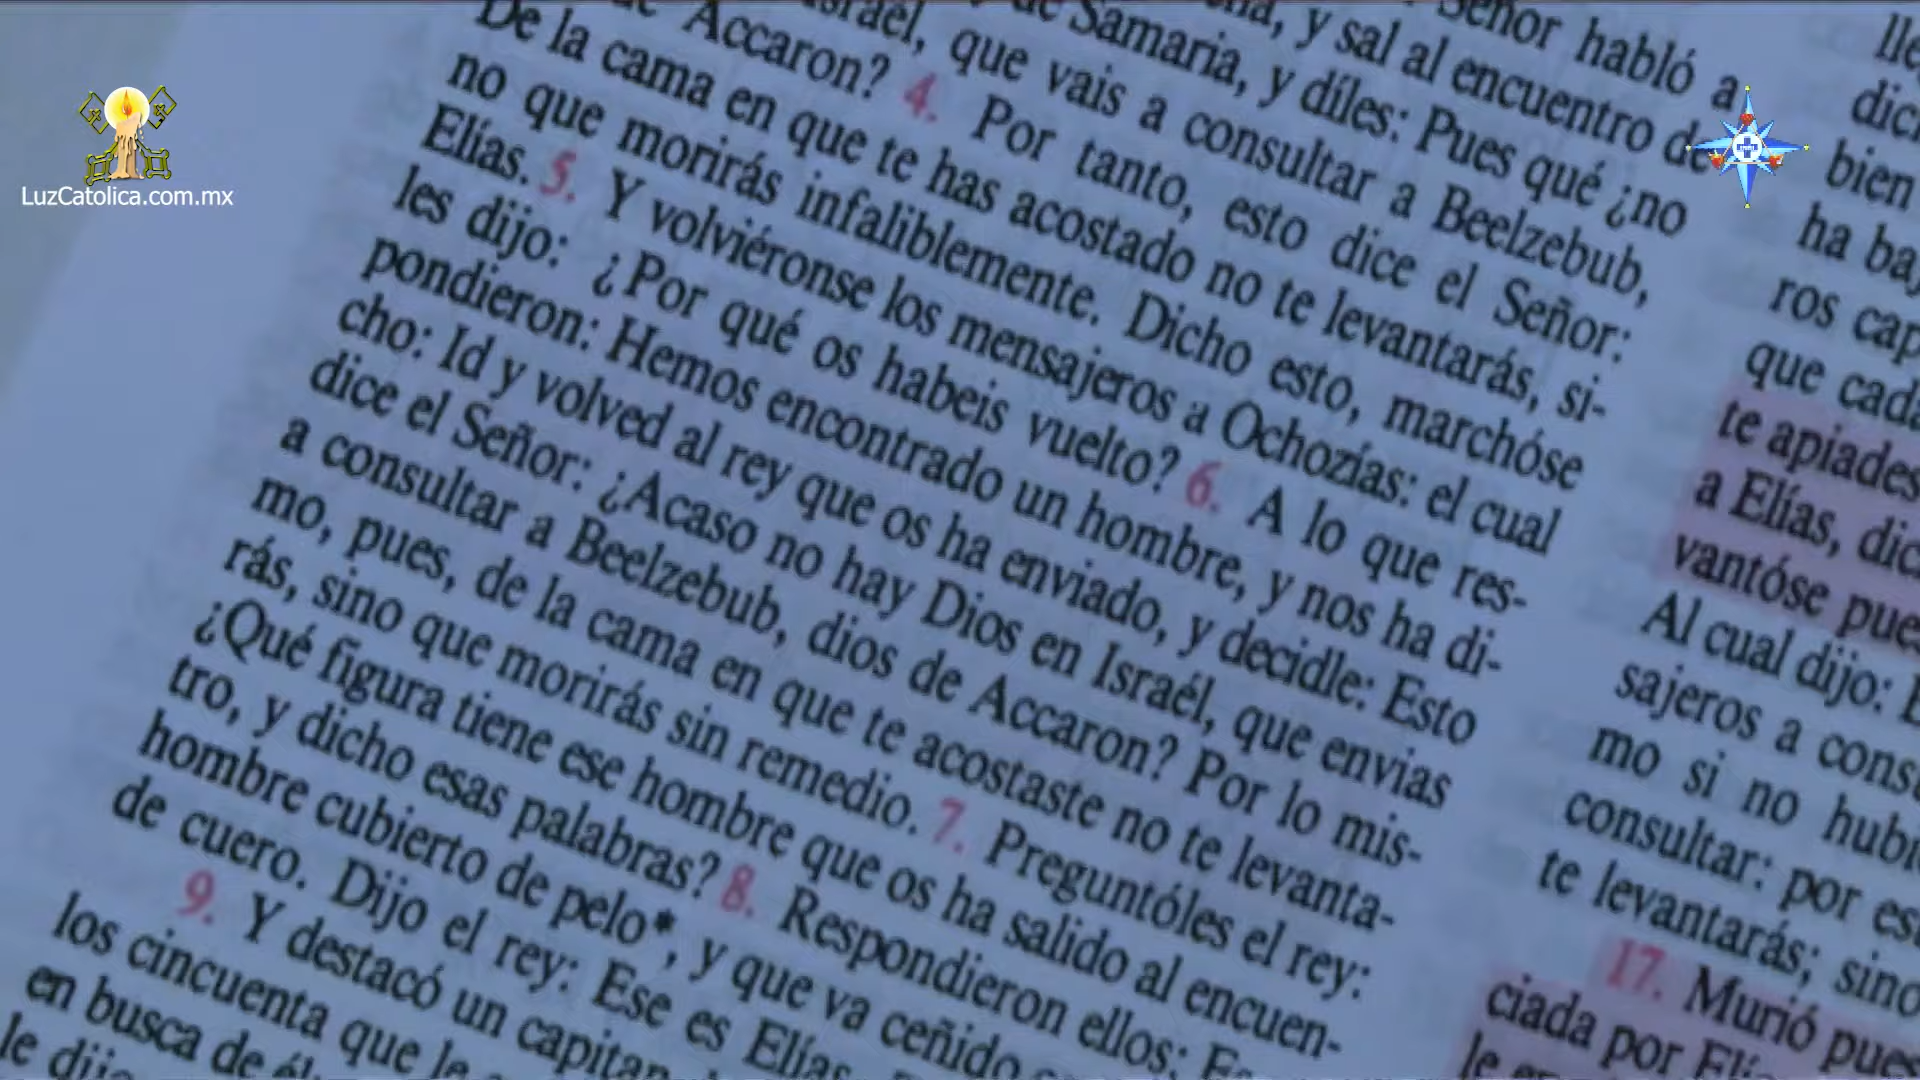 LuzCatolica.com.mx
Señor habló a
y sal al encuentro de
de Samaria, y díles: Pues qué ¿no
Israel, que vais a consultar a Beelzebub,
de Accaron? 4. Por tanto, esto dice el Señor:
De la cama en que te has acostado no te levantarás, si-
no que morirás infaliblemente. Dicho esto, marchóse
Elías. 5. Y volviéronse los mensajeros a Ochozías: el cual
les dijo: ¿Por qué os habeis vuelto? 6. A lo que res-
pondieron: Hemos encontrado un hombre, y nos ha di-
cho: Id y volved al rey que os ha enviado, y decidle: Esto
dice el Señor: ¿Acaso no hay Dios en Israél, que envias
a consultar a Beelzebub, dios de Accaron? Por lo mis-
mo, pues, de la cama en que te acostaste no te levanta-
rás, sino que morirás sin remedio. 7. Preguntóles el rey:
¿Qué figura tiene ese hombre que os ha salido al encuen-
tro, y dicho esas palabras? 8. Respondieron ellos:
hombre cubierto de pelo*, y que va ceñido
de cuero. Dijo el rey: Ese es Elías
9. Y destacó un capitan
los cincuenta que le
en busca de él
le dijo
bien
ha
ros
que
te apiades
a Elías,
vantóse
Al cual dijo:
sajeros a
mo si no
consultar: por
te levantarás; sino
17. Murió pues
ciada por
le